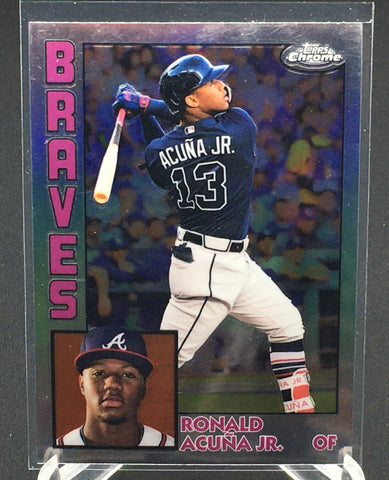 Topps
Chrome
BRAVES
ACUÑA JR.
13
A
RONALD
ACUÑA JR. OF